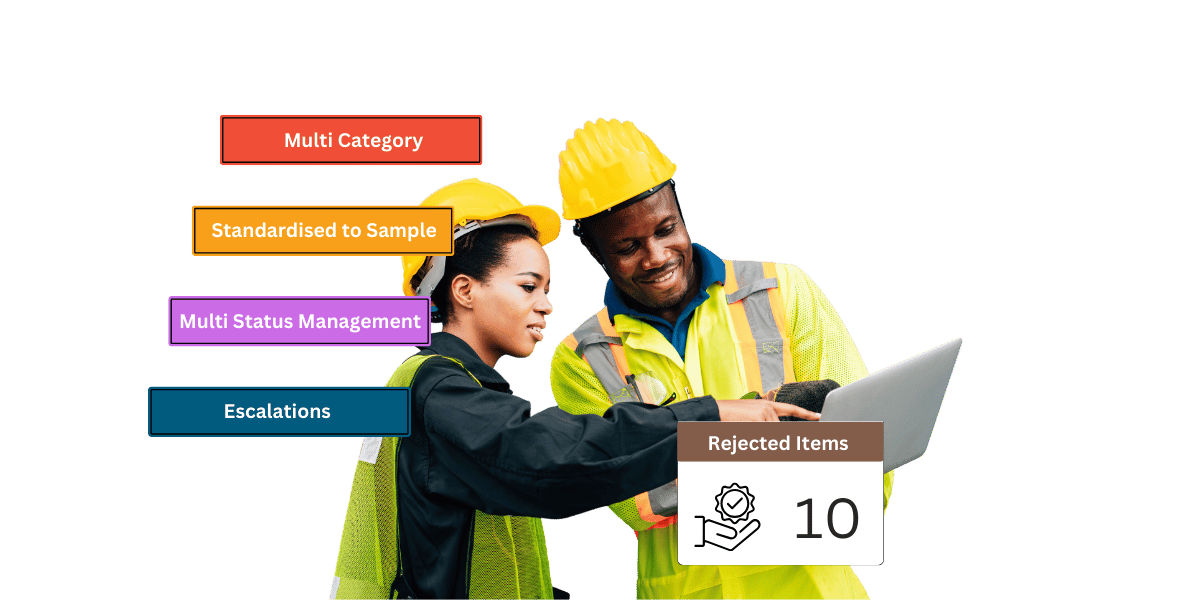 Multi Category
Standardised to Sample
Multi Status Management
Escalations
Rejected Items
10